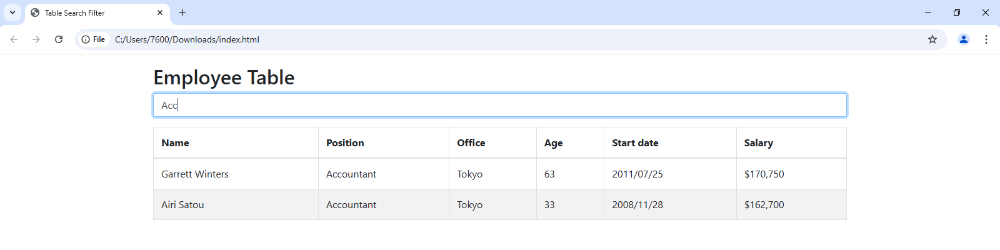 Table Search Filter
File C:/Users/7600/Downloads/index.html
Employee Table
Acc
Name Position Office Age Start date Salary
Garrett Winters Accountant Tokyo 63 2011/07/25 $170,750
Airi Satou Accountant Tokyo 33 2008/11/28 $162,700